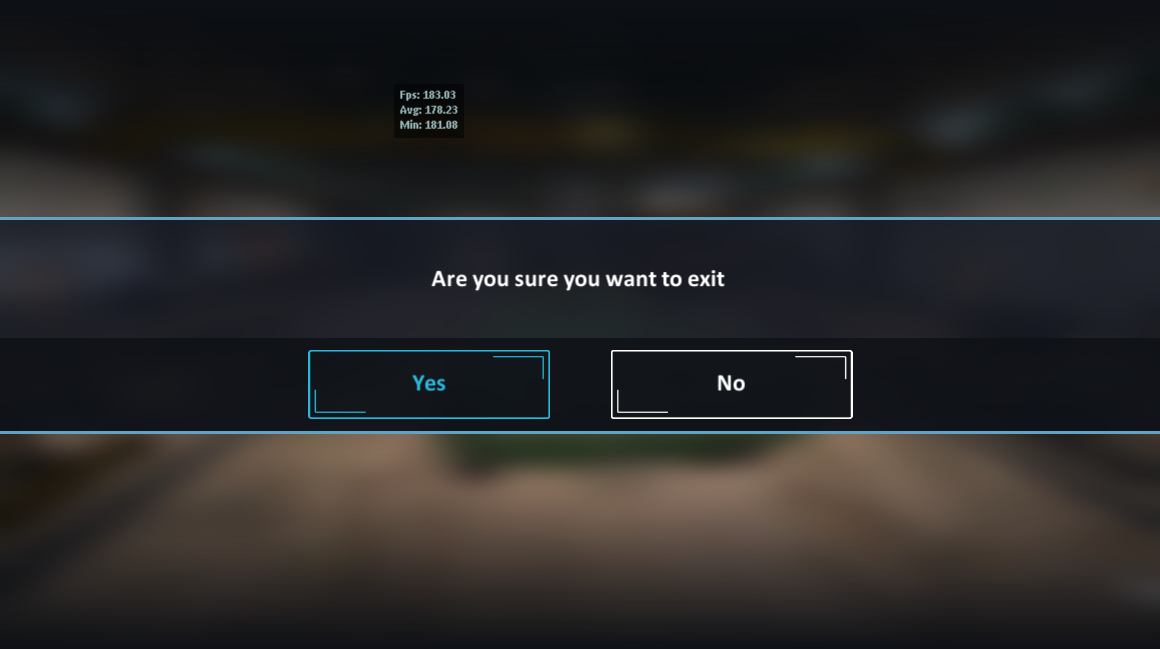 Fps: 183.03
Avg: 178.23
Min: 181.08
Are you sure you want to exit
Yes
No